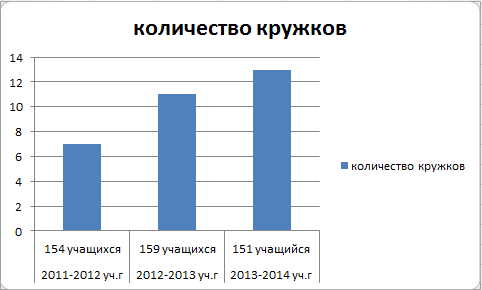 количество кружков
14
12
10
8
6
4
2
0
154 учащихся 159 учащихся 151 учащийся
2011-2012 уч.г 2012-2013 уч.г 2013-2014 уч.г
количество кружков